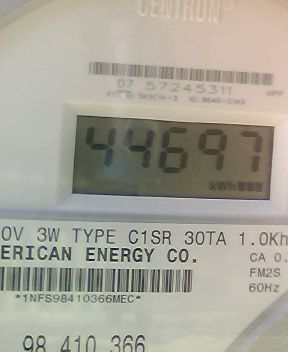 CENTRON®
07 57245311
44697
kWh
0V 3W TYPE C1SR 30TA 1.0Kh
ERICAN ENERGY CO.
CA 0.
FM2S
60Hz
*1NFS98410366MEC*
98 410 366